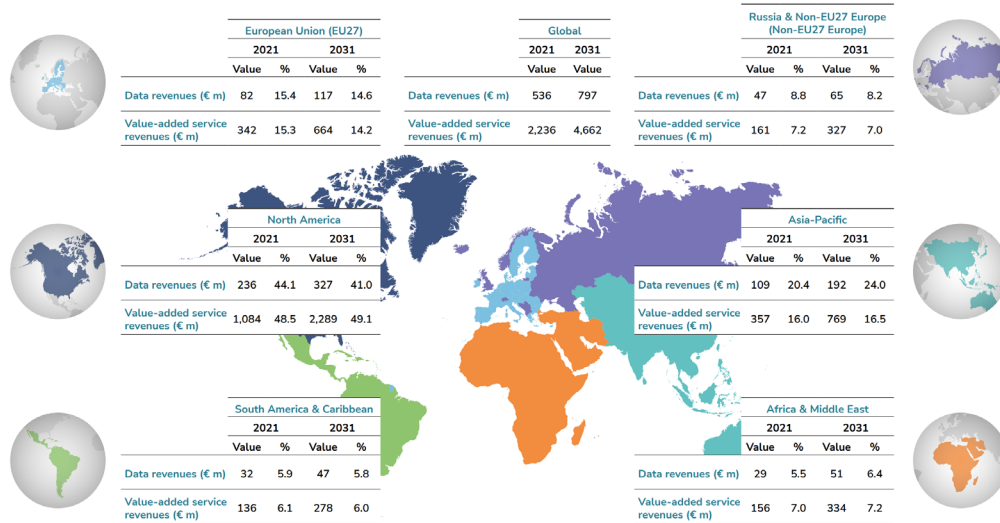 European Union (EU27)
2021 2031
Value % Value %
Data revenues (€ m) 82 15.4 117 14.6
Value-added service
revenues (€ m) 342 15.3 664 14.2
Global
2021 2031
Value Value
Data revenues (€ m) 536 797
Value-added service
revenues (€ m) 2,236 4,662
Russia & Non-EU27 Europe
(Non-EU27 Europe)
2021 2031
Value % Value %
Data revenues (€ m) 47 8.8 65 8.2
Value-added service
revenues (€ m) 161 7.2 327 7.0
North America
2021 2031
Value % Value %
Data revenues (€ m) 236 44.1 327 41.0
Value-added service
revenues (€ m) 1,084 48.5 2,289 49.1
Asia-Pacific
2021 2031
Value % Value %
Data revenues (€ m) 109 20.4 192 24.0
Value-added service
revenues (€ m) 357 16.0 769 16.5
South America & Caribbean
2021 2031
Value % Value %
Data revenues (€ m) 32 5.9 47 5.8
Value-added service
revenues (€ m) 136 6.1 278 6.0
Africa & Middle East
2021 2031
Value % Value %
Data revenues (€ m) 29 5.5 51 6.4
Value-added service
revenues (€ m) 156 7.0 334 7.2